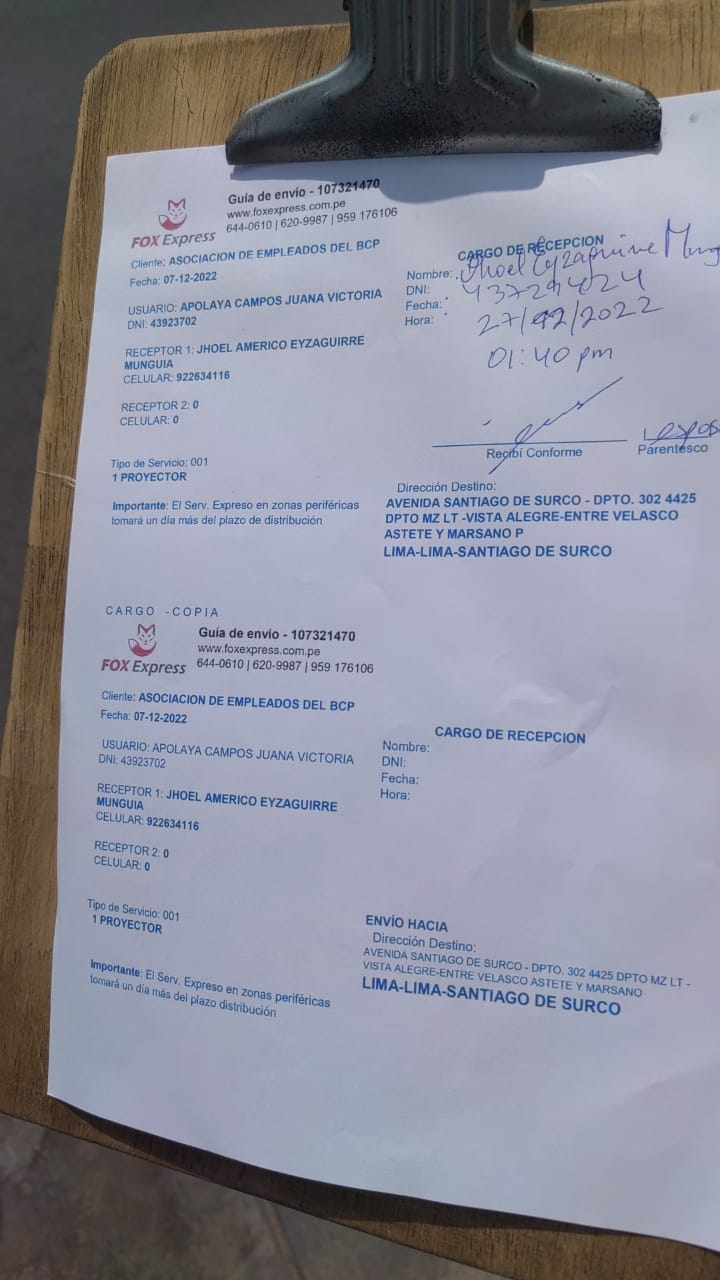 Guía de envío - 107321470
www.foxexpress.com.pe
644-0610 | 620-9987 | 959 176106
FOX Express
Cliente: ASOCIACION DE EMPLEADOS DEL BCP
Fecha: 07-12-2022
USUARIO: APOLAYA CAMPOS JUANA VICTORIA
DNI: 43923702
RECEPTOR 1: JHOEL AMERICO EYZAGUIRRE
MUNGUIA
CELULAR: 922634116
RECEPTOR 2: 0
CELULAR: 0
Tipo de Servicio: 001
1 PROYECTOR
Importante: El Serv. Expreso en zonas periféricas
tomará un día más del plazo de distribución
CARGO DE RECEPCION
Nombre: Jhoel Eyzaguirre
DNI: 43729424
Fecha: 27/12/2022
Hora: 01:40 pm
Recibí Conforme
Parentesco
Dirección Destino:
AVENIDA SANTIAGO DE SURCO - DPTO. 302 4425
DPTO MZ LT -VISTA ALEGRE-ENTRE VELASCO
ASTETE Y MARSANO P
LIMA-LIMA-SANTIAGO DE SURCO
CARGO -COPIA
Guía de envío - 107321470
www.foxexpress.com.pe
644-0610 | 620-9987 | 959 176106
FOX Express
Cliente: ASOCIACION DE EMPLEADOS DEL BCP
Fecha: 07-12-2022
USUARIO: APOLAYA CAMPOS JUANA VICTORIA
DNI: 43923702
RECEPTOR 1: JHOEL AMERICO EYZAGUIRRE
MUNGUIA
CELULAR: 922634116
RECEPTOR 2: 0
CELULAR: 0
Tipo de Servicio: 001
1 PROYECTOR
Importante: El Serv. Expreso en zonas periféricas
tomará un día más del plazo distribución
CARGO DE RECEPCION
Nombre:
DNI:
Fecha:
Hora:
ENVÍO HACIA
Dirección Destino:
AVENIDA SANTIAGO DE SURCO - DPTO. 302 4425 DPTO MZ LT -
VISTA ALEGRE-ENTRE VELASCO ASTETE Y MARSANO
LIMA-LIMA-SANTIAGO DE SURCO